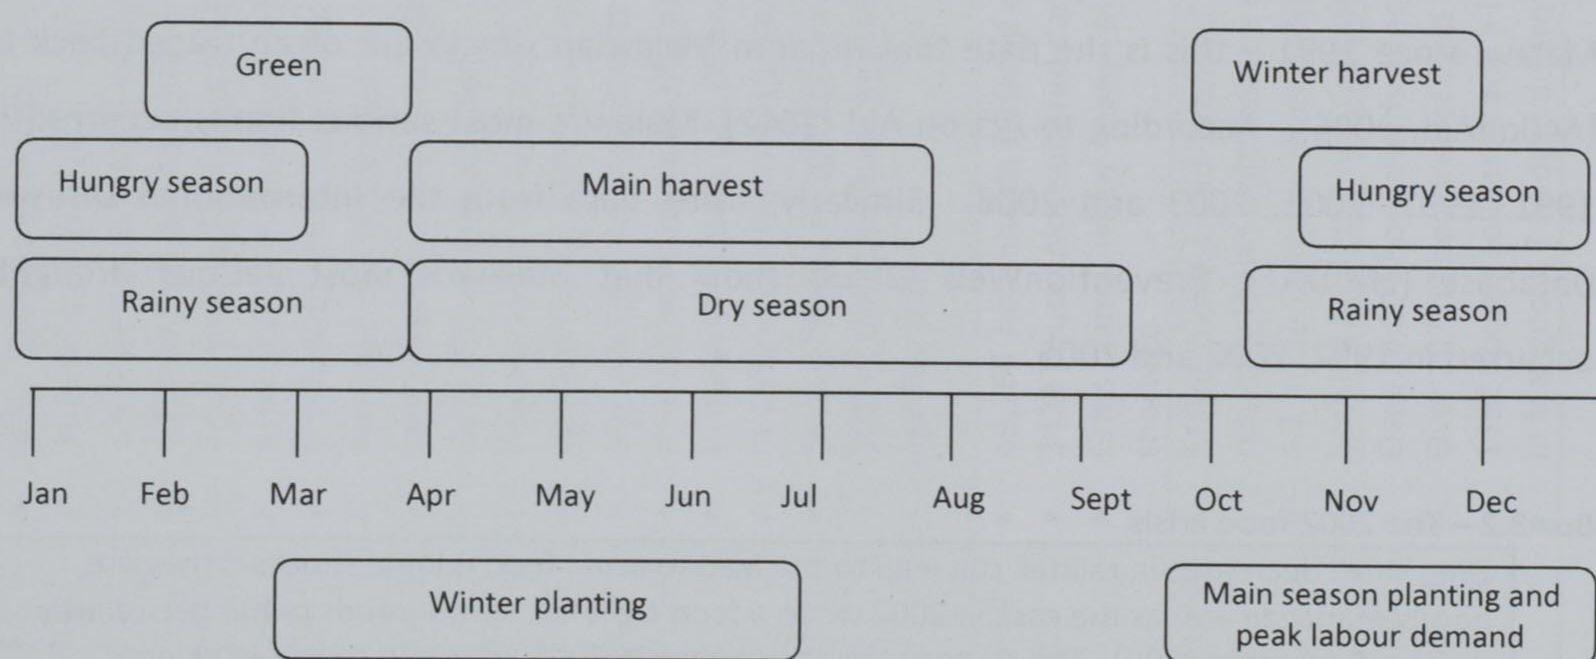 Green
Winter harvest
Hungry season
Main harvest
Hungry season
Rainy season
Dry season
Rainy season
Jan Feb Mar Apr May Jun Jul Aug Sept Oct Nov Dec
Winter planting
Main season planting and
peak labour demand